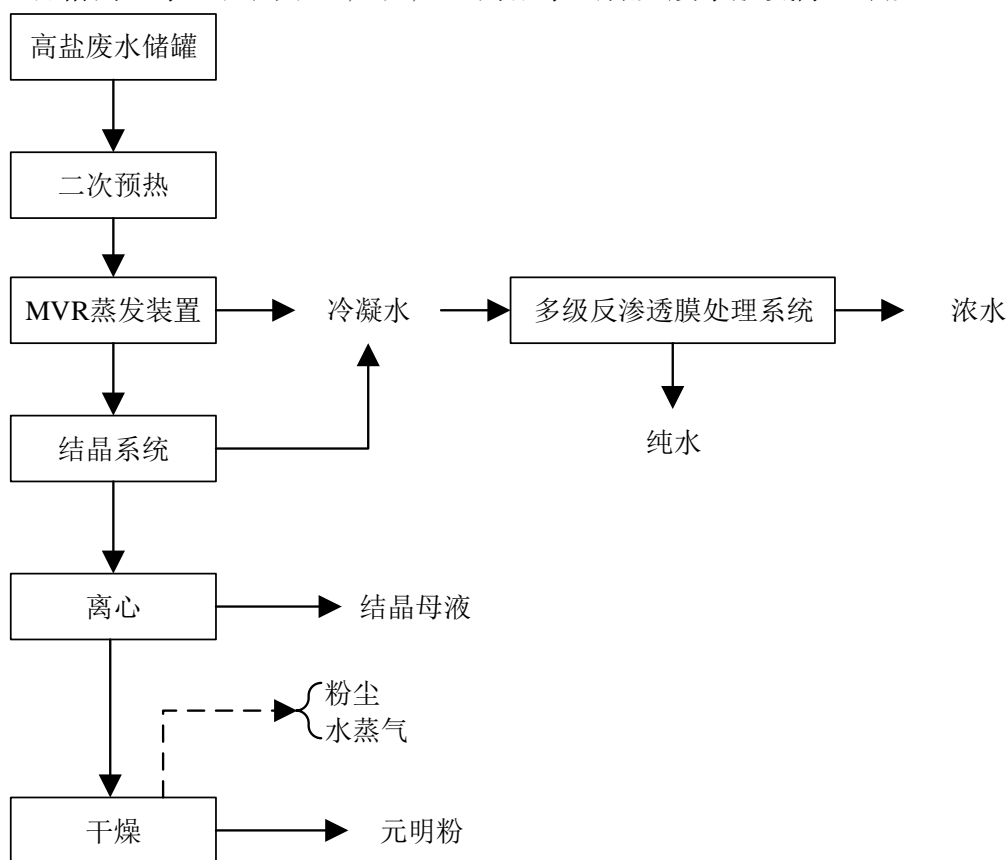 高盐废水储罐
二次预热
MVR蒸发装置
冷凝水
多级反渗透膜处理系统
浓水
结晶系统
纯水
离心
结晶母液
粉尘
水蒸气
干燥
元明粉